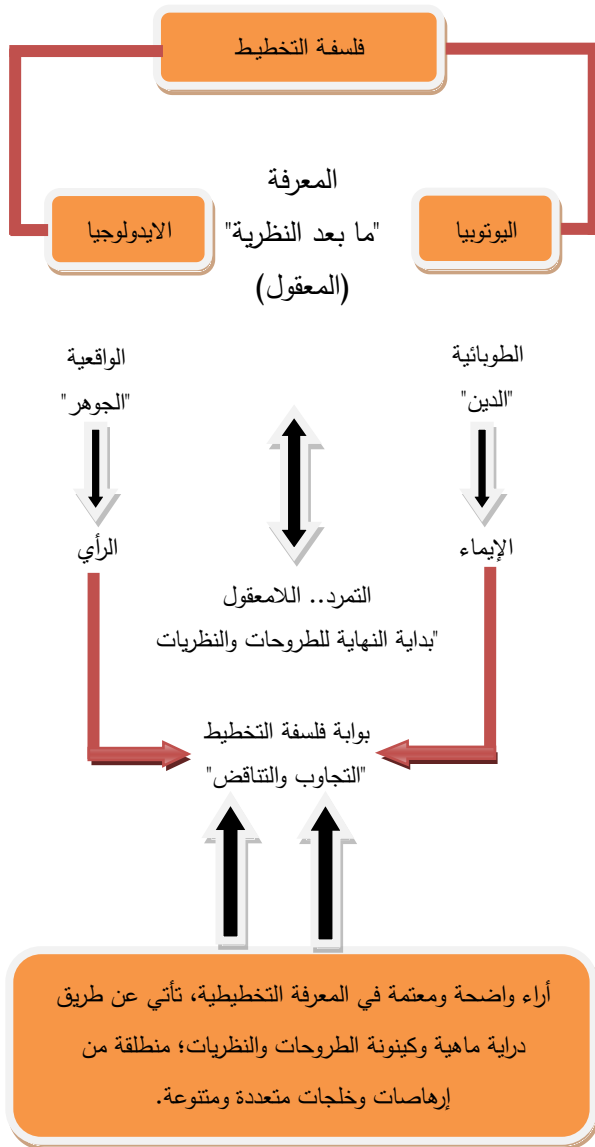 فلسفة التخطيط
المعرفة
"ما بعد النظرية"
(المعقول)
اليوتوبيا
الايدولوجيا
الطوبائية
"الدين"
الواقعية
"الجوهر"
الإيماء
الرأي
التمرد.. اللامعقول
"بداية النهاية للطروحات والنظريات
بوابة فلسفة التخطيط
"التجاوب والتناقض"
أراء واضحة ومعتمة في المعرفة التخطيطية، تأتي عن طريق
دراية ماهية وكينونة الطروحات والنظريات؛ منطلقة من
إرهاصات وخلجات متعددة ومتنوعة.